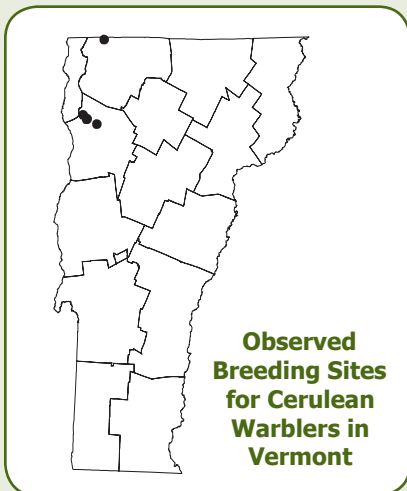 Observed
Breeding Sites
for Cerulean
Warblers in
Vermont